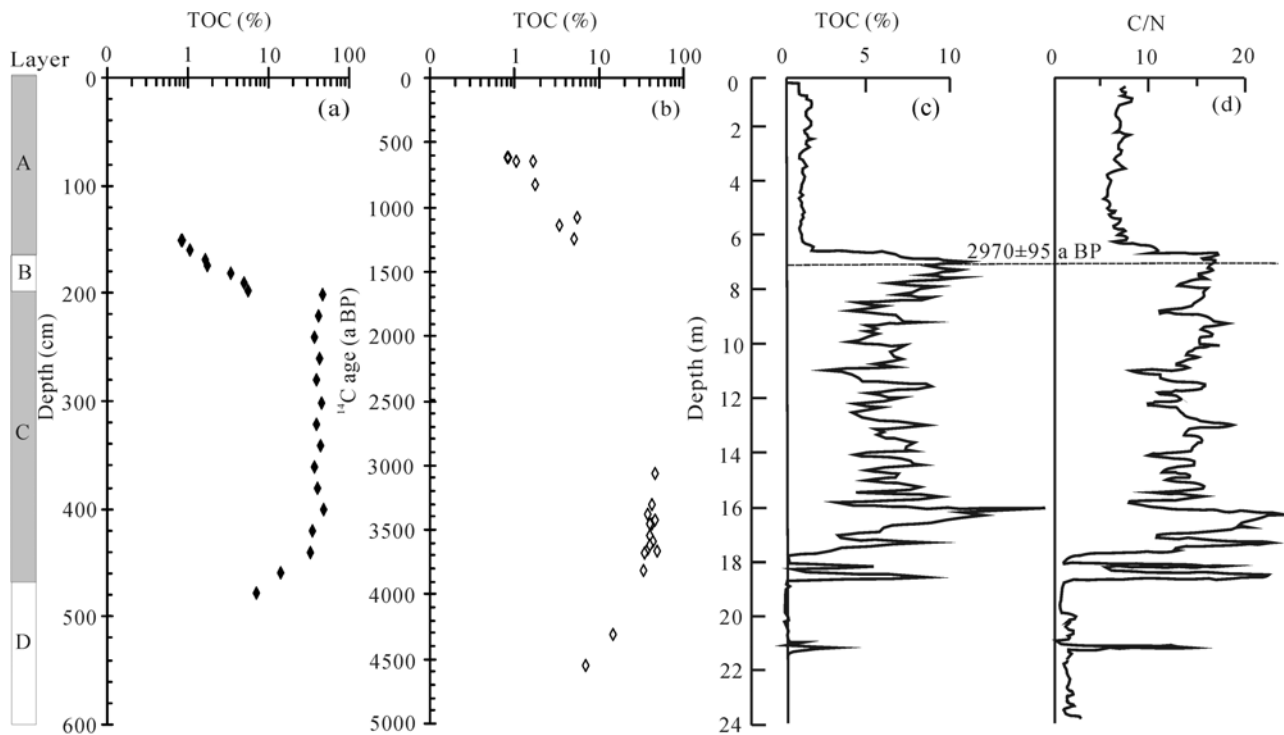 TOC (%)
TOC (%)
TOC (%)
C/N
Layer
1
10
100
0
1
10
100
0
5
10
0
10
20
0
100
200
300
400
500
600
Depth (cm)
A
B
C
D
(a)
0
500
1000
1500
2000
2500
3000
3500
4000
4500
5000
¹⁴C age (a BP)
(b)
0
2
4
6
8
10
12
14
16
18
20
22
24
Depth (m)
(c)
(d)
2970±95 a BP